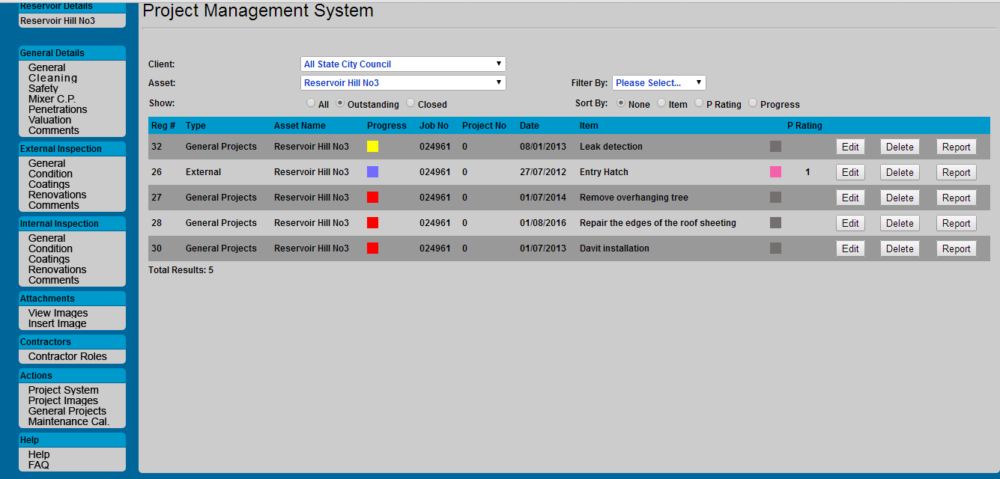 Reservoir Details
Reservoir Hill No3
General Details
General
Cleaning
Safety
Mixer C.P.
Penetrations
Valuation
Comments
External Inspection
General
Condition
Coatings
Renovations
Comments
Internal Inspection
General
Condition
Coatings
Renovations
Comments
Attachments
View Images
Insert Image
Contractors
Contractor Roles
Actions
Project System
Project Images
General Projects
Maintenance Cal.
Help
Help
FAQ
Project Management System
Client: All State City Council
Asset: Reservoir Hill No3 Filter By: Please Select...
Show: All Outstanding Closed Sort By: None Item P Rating Progress
Reg # Type Asset Name Progress Job No Project No Date Item P Rating
32 General Projects Reservoir Hill No3 024961 0 08/01/2013 Leak detection Edit Delete Report
26 External Reservoir Hill No3 024961 0 27/07/2012 Entry Hatch 1 Edit Delete Report
27 General Projects Reservoir Hill No3 024961 0 01/07/2014 Remove overhanging tree Edit Delete Report
28 General Projects Reservoir Hill No3 024961 0 01/08/2016 Repair the edges of the roof sheeting Edit Delete Report
30 General Projects Reservoir Hill No3 024961 0 01/07/2013 Davit installation Edit Delete Report
Total Results: 5